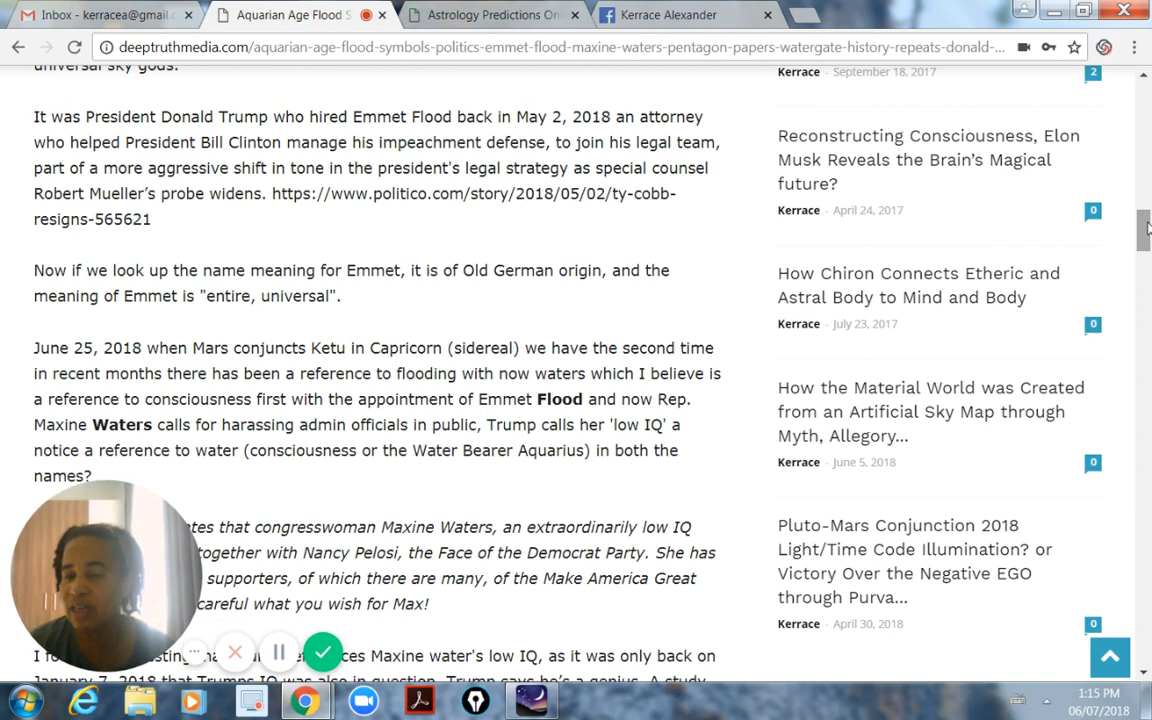 Inbox - kerracea@gmail.c
Aquarian Age Flood S
Astrology Predictions On
Kerrace Alexander
deeptruthmedia.com/aquarian-age-flood-symbols-politics-emmet-flood-maxine-waters-pentagon-papers-watergate-history-repeats-donald-...
universal sky gods.
It was President Donald Trump who hired Emmet Flood back in May 2, 2018 an attorney
who helped President Bill Clinton manage his impeachment defense, to join his legal team,
part of a more aggressive shift in tone in the president's legal strategy as special counsel
Robert Mueller’s probe widens. https://www.politico.com/story/2018/05/02/ty-cobb-
resigns-565621
Now if we look up the name meaning for Emmet, it is of Old German origin, and the
meaning of Emmet is "entire, universal".
June 25, 2018 when Mars conjuncts Ketu in Capricorn (sidereal) we have the second time
in recent months there has been a reference to flooding with now waters which I believe is
a reference to consciousness first with the appointment of Emmet Flood and now Rep.
Maxine Waters calls for harassing admin officials in public, Trump calls her 'low IQ' a
notice a reference to water (consciousness or the Water Bearer Aquarius) in both the
names?
that congresswoman Maxine Waters, an extraordinarily low IQ
together with Nancy Pelosi, the Face of the Democrat Party. She has
supporters, of which there are many, of the Make America Great
careful what you wish for Max!
Maxine water's low IQ, as it was only back on
January 7, 2018 that Trumps IQ was also in question. Trump says he's a genius. A study
Kerrace - September 18, 2017
2
Reconstructing Consciousness, Elon
Musk Reveals the Brain’s Magical
future?
Kerrace - April 24, 2017
0
How Chiron Connects Etheric and
Astral Body to Mind and Body
Kerrace - July 23, 2017
0
How the Material World was Created
from an Artificial Sky Map through
Myth, Allegory...
Kerrace - June 5, 2018
0
Pluto-Mars Conjunction 2018
Light/Time Code Illumination? or
Victory Over the Negative EGO
through Purva...
Kerrace - April 30, 2018
0
1:15 PM
06/07/2018